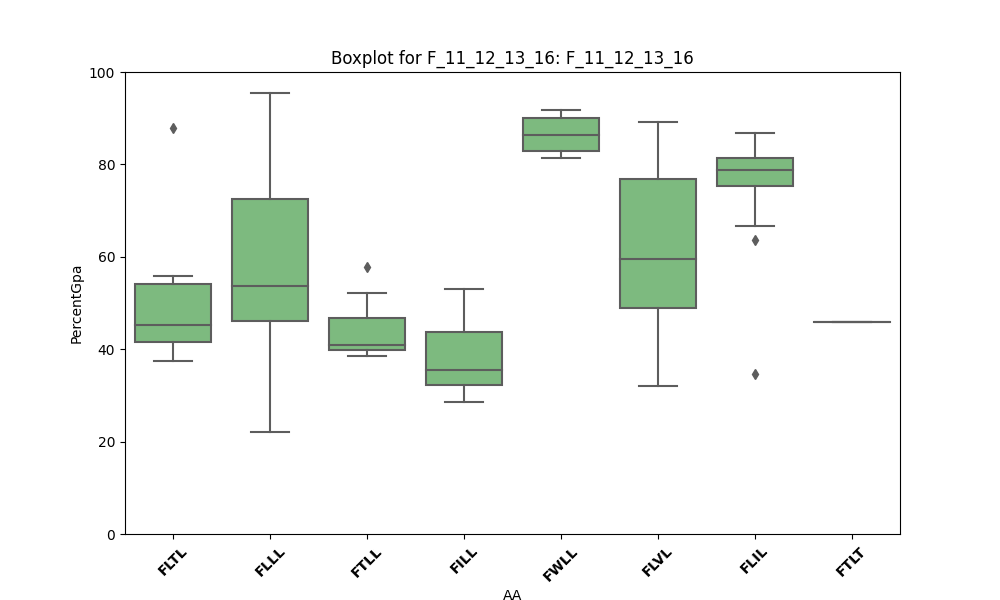 Boxplot for F_11_12_13_16: F_11_12_13_16
100
80
60
40
20
0
PercentGpa
FLTL
FLLL
FTLL
FILL
FWLL
FLVL
FLIL
FTLT
AA